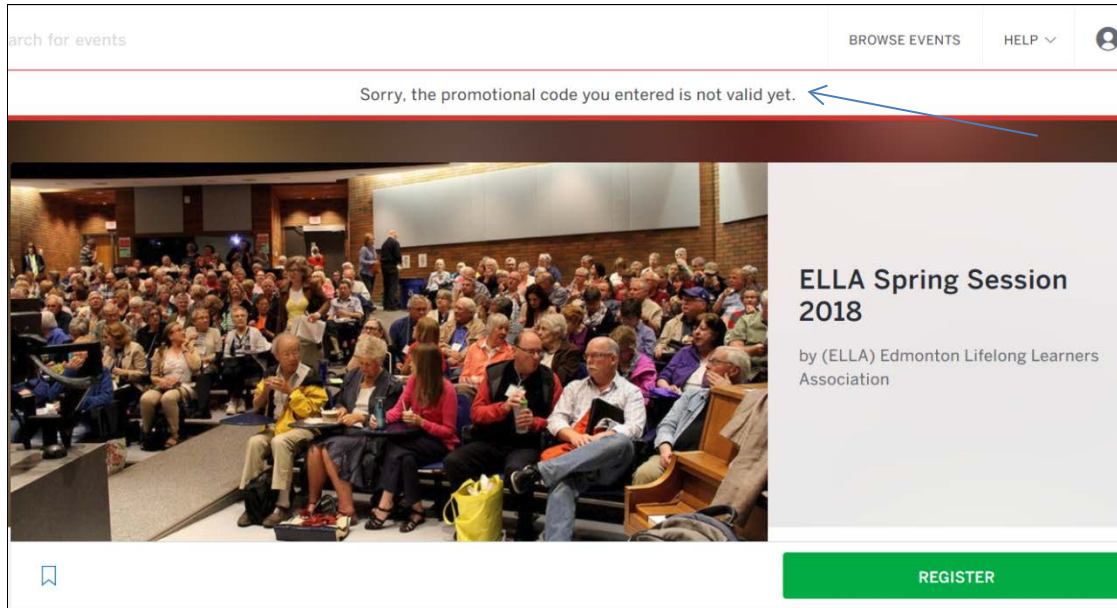 arch for events
BROWSE EVENTS
HELP
Sorry, the promotional code you entered is not valid yet.
ELLA Spring Session
2018
by (ELLA) Edmonton Lifelong Learners
Association
REGISTER